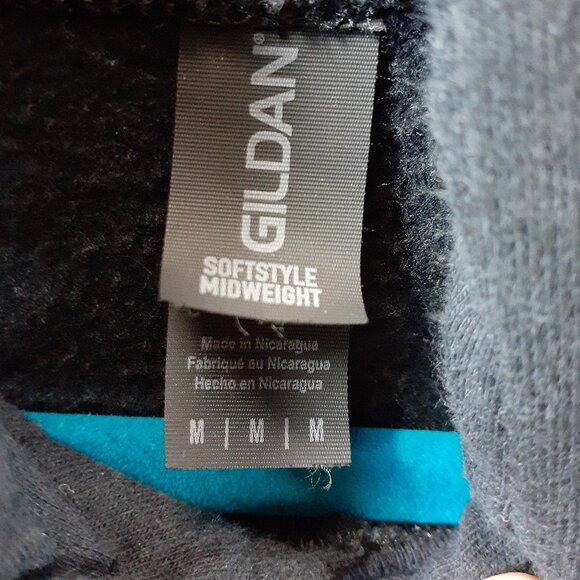 GILDAN®
SOFTSTYLE
MIDWEIGHT
Made in Nicaragua
Fabriqué au Nicaragua
Hecho en Nicaragua
M | M | M